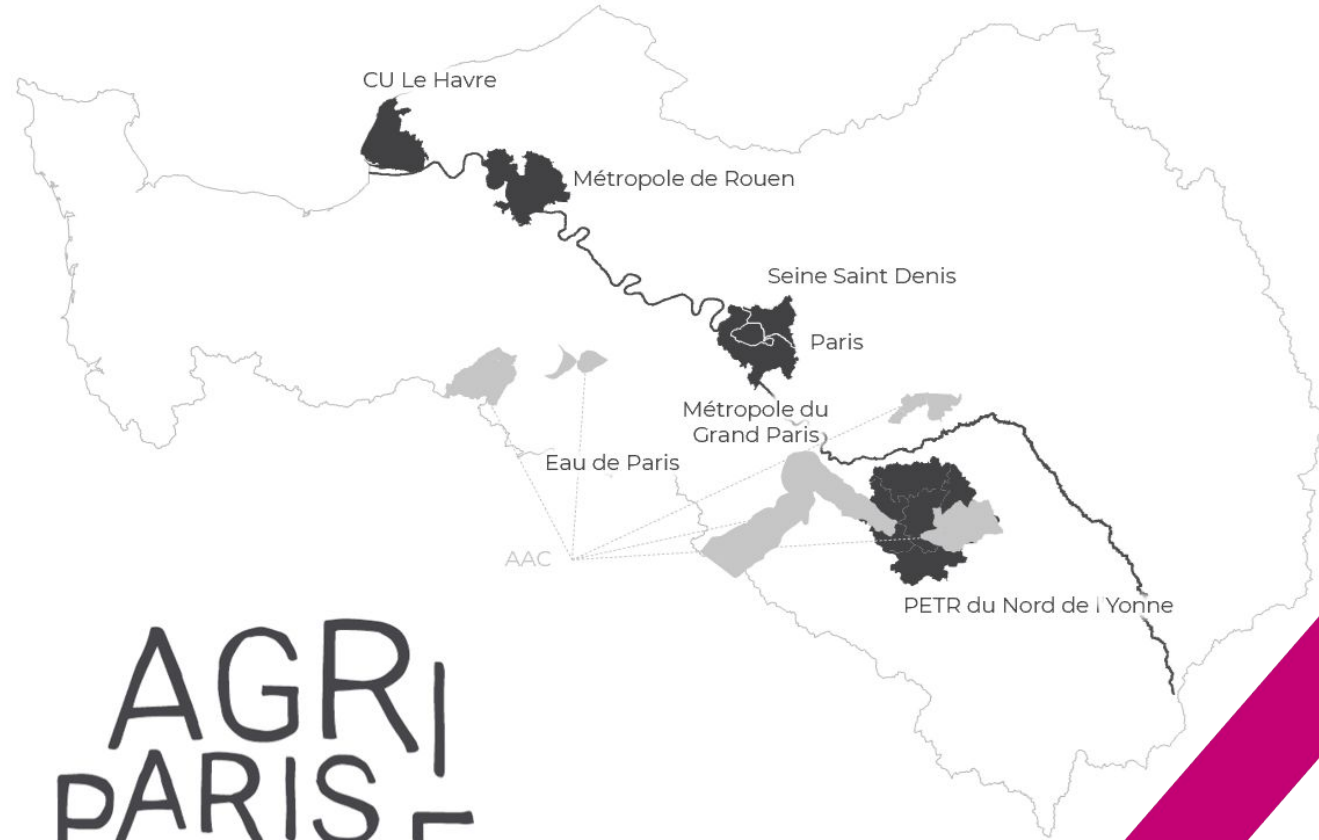 CU Le Havre
Métropole de Rouen
Seine Saint Denis
Paris
Métropole du
Grand Paris
Eau de Paris
AAC
PETR du Nord de l Yonne
AGRI
PARIS